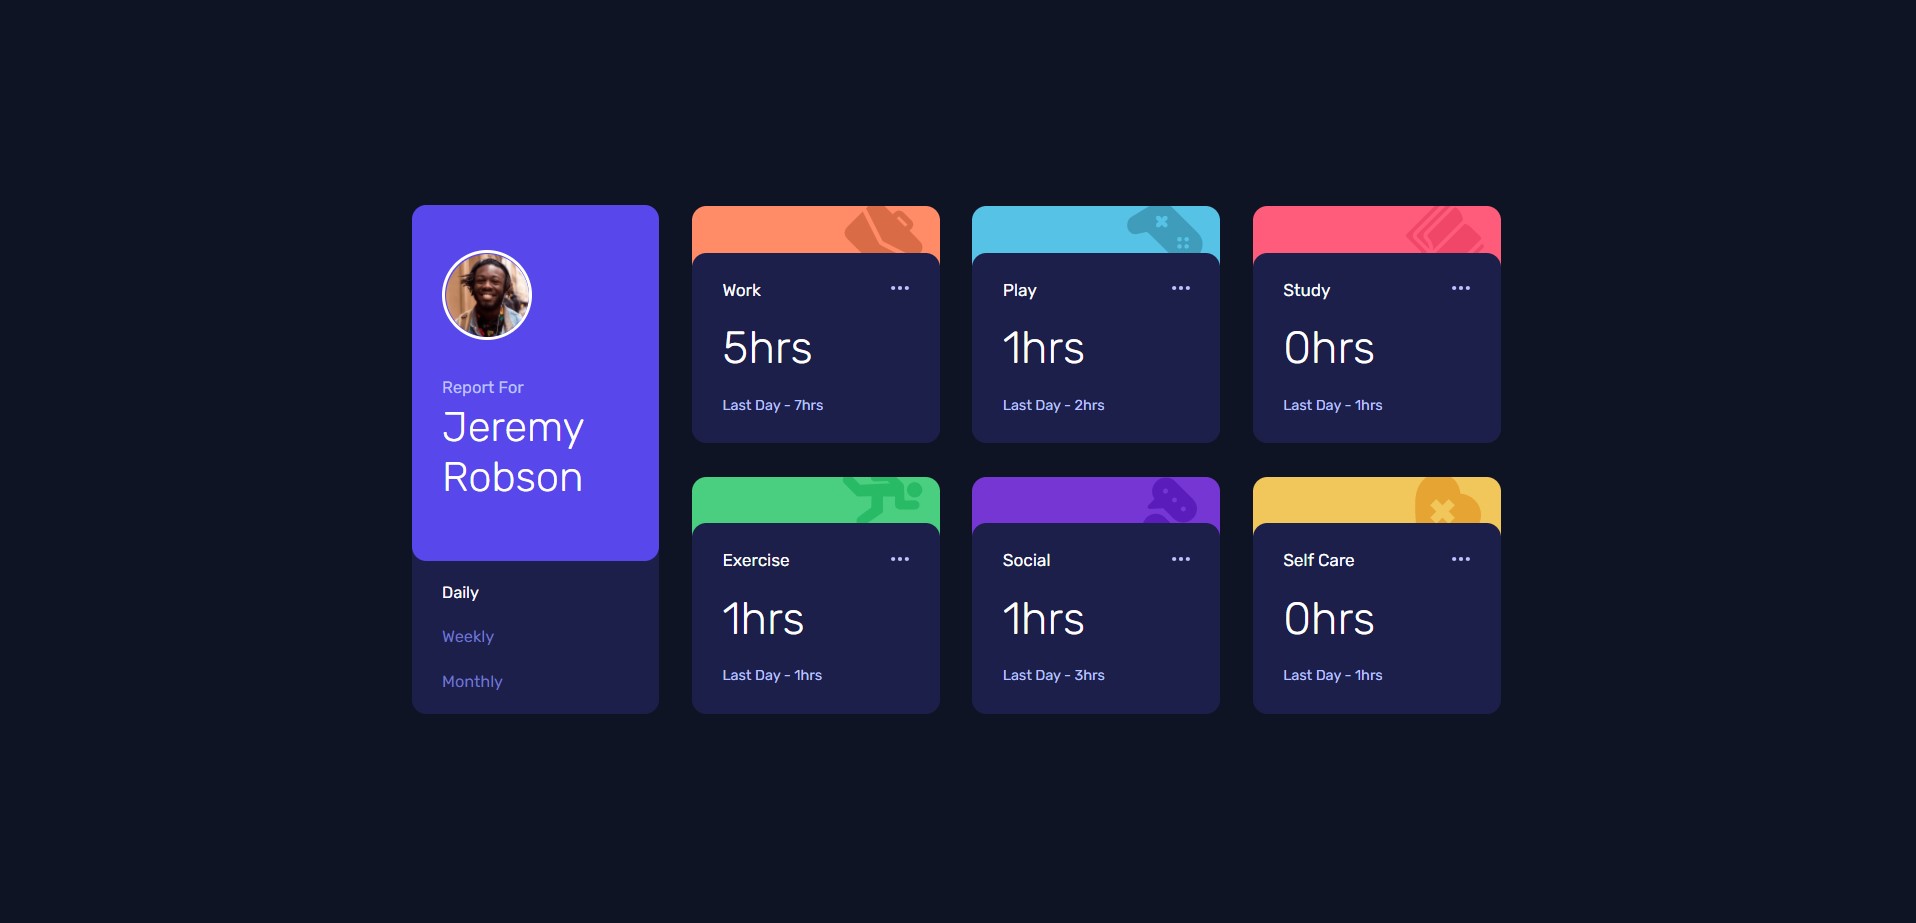 Report For
Jeremy
Robson
Daily
Weekly
Monthly
Work
5hrs
Last Day - 7hrs
Play
1hrs
Last Day - 2hrs
Study
0hrs
Last Day - 1hrs
Exercise
1hrs
Last Day - 1hrs
Social
1hrs
Last Day - 3hrs
Self Care
0hrs
Last Day - 1hrs